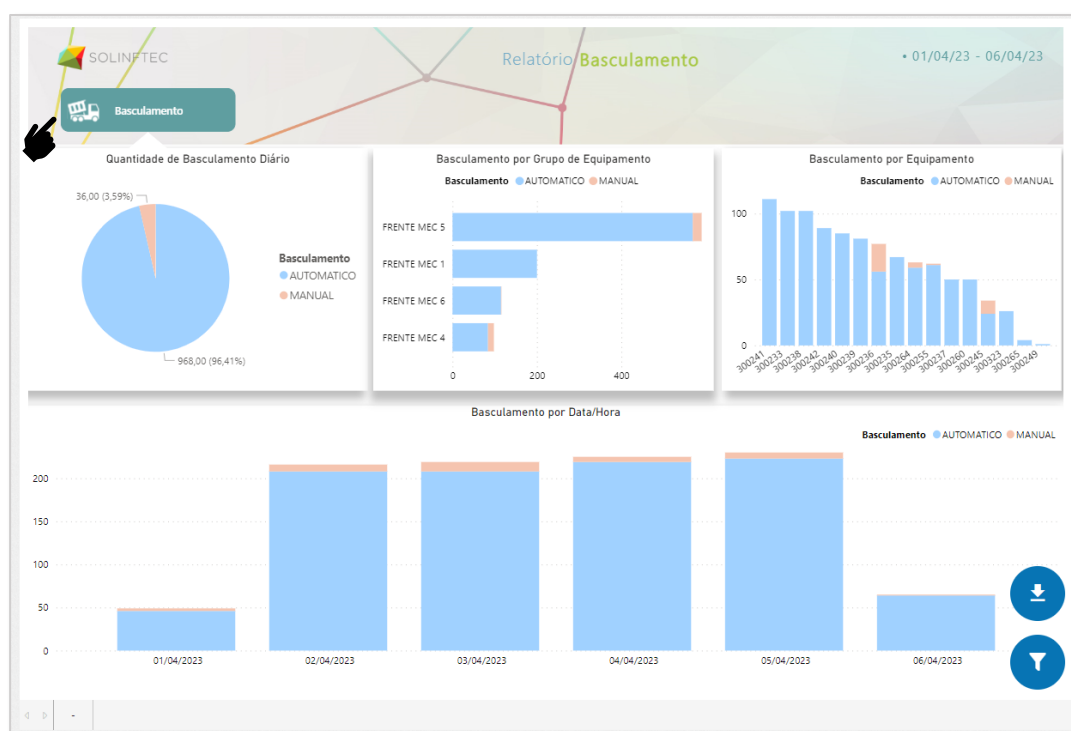 SOLINFTEC
Relatório Basculamento
• 01/04/23 - 06/04/23
Basculamento
Quantidade de Basculamento Diário
36,00 (3,59%)
968,00 (96,41%)
Basculamento
AUTOMATICO
MANUAL
Basculamento por Grupo de Equipamento
Basculamento AUTOMATICO MANUAL
FRENTE MEC 5
FRENTE MEC 1
FRENTE MEC 6
FRENTE MEC 4
0 200 400
Basculamento por Equipamento
Basculamento AUTOMATICO MANUAL
100
50
0
300241 300233 300238 300242 300240 300239 300236 300235 300264 300255 300237 300260 300245 300323 300265 300249
Basculamento por Data/Hora
Basculamento AUTOMATICO MANUAL
200
150
100
50
0
01/04/2023 02/04/2023 03/04/2023 04/04/2023 05/04/2023 06/04/2023
-